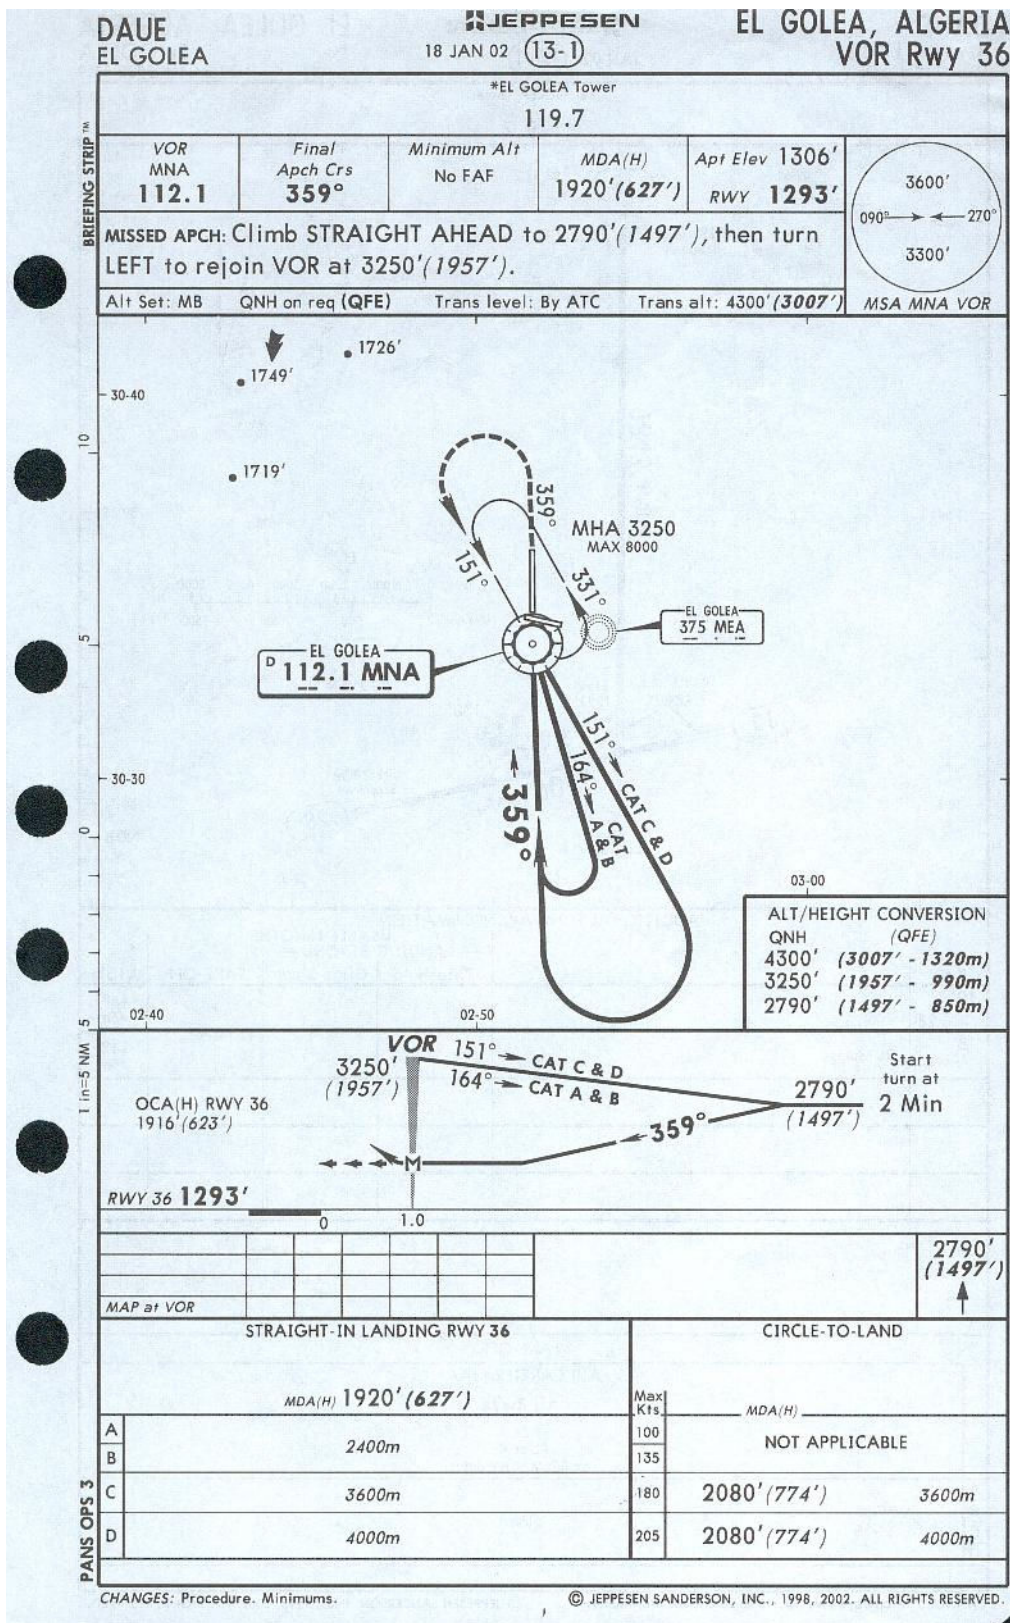 DAUE
EL GOLEA
JEPPESEN
18 JAN 02 13-1
EL GOLEA, ALGERIA
VOR Rwy 36
BRIEFING STRIP™
*EL GOLEA Tower
119.7
VOR
MNA
112.1
Final
Apch Crs
359°
Minimum Alt
No FAF
MDA(H)
1920'(627')
Apt Elev 1306'
RWY 1293'
3600'
090° 270°
3300'
MSA MNA VOR
MISSED APCH: Climb STRAIGHT AHEAD to 2790'(1497'), then turn
LEFT to rejoin VOR at 3250'(1957').
Alt Set: MB QNH on req (QFE) Trans level: By ATC Trans alt: 4300'(3007')
1726'
1749'
30-40
10
1719'
359°
MHA 3250
MAX 8000
151°
331°
EL GOLEA
375 MEA
5
EL GOLEA
D 112.1 MNA
151° CAT C & D
164° CAT A & B
359°
30-30
0
03-00
ALT/HEIGHT CONVERSION
QNH (QFE)
4300' (3007' - 1320m)
3250' (1957' - 990m)
2790' (1497' - 850m)
02-40
02-50
5
1 in=5 NM
VOR
3250'
(1957')
151° CAT C & D
164° CAT A & B
2790'
(1497')
Start
turn at
2 Min
OCA(H) RWY 36
1916'(623')
359°
M
RWY 36 1293'
0
1.0
2790'
(1497')
MAP at VOR
STRAIGHT-IN LANDING RWY 36
CIRCLE-TO-LAND
MDA(H) 1920'(627')
Max
Kts
MDA(H)
A
B
2400m
100
135
NOT APPLICABLE
C
3600m
180
2080'(774')
3600m
D
4000m
205
2080'(774')
4000m
PANS OPS 3
CHANGES: Procedure. Minimums.
© JEPPESEN SANDERSON, INC., 1998, 2002. ALL RIGHTS RESERVED.